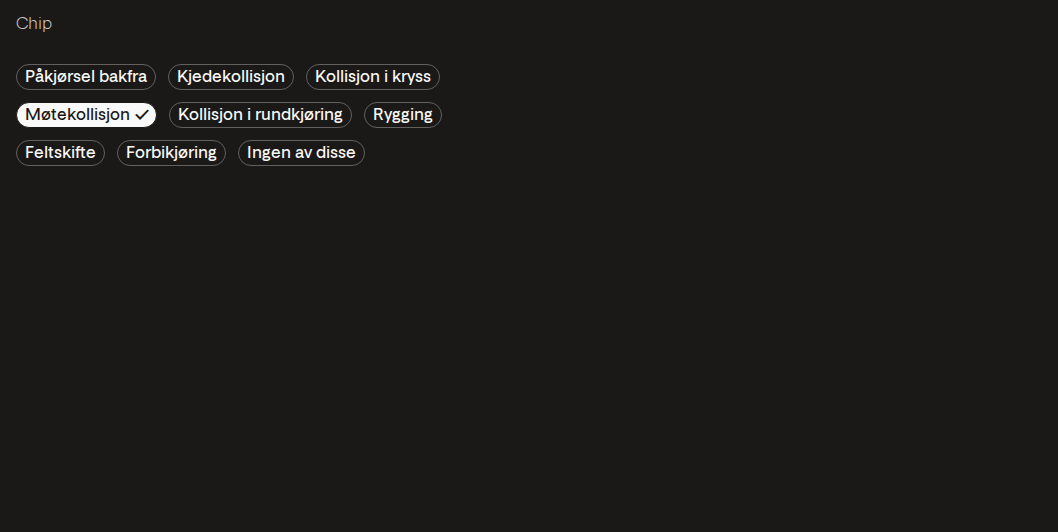 Chip
Påkjørsel bakfra Kjedekollisjon Kollisjon i kryss
Møtekollisjon Kollisjon i rundkjøring Rygging
Feltskifte Forbikjøring Ingen av disse